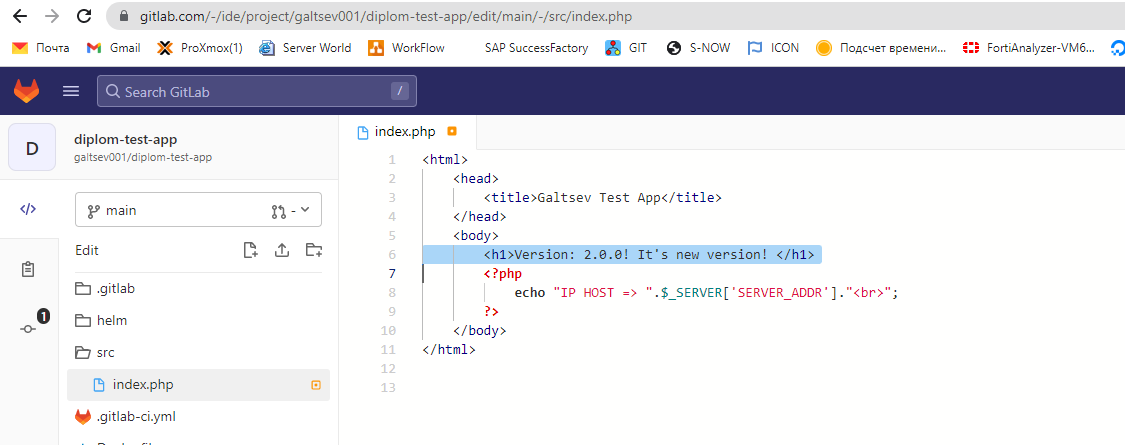 gitlab.com/-/ide/project/galtsev001/diplom-test-app/edit/main/-/src/index.php
Почта Gmail ProXmox(1) Server World WorkFlow SAP SuccessFactory GIT S-NOW ICON Подсчет времени... FortiAnalyzer-VM6...
Search GitLab /
D
diplom-test-app
galtsev001/diplom-test-app
main -
Edit
1
.gitlab
helm
src
index.php
.gitlab-ci.yml
index.php
1 <html>
2 <head>
3 <title>Galtsev Test App</title>
4 </head>
5 <body>
6 <h1>Version: 2.0.0! It's new version! </h1>
7 <?php
8 echo "IP HOST => ".$_SERVER['SERVER_ADDR']."<br>";
9 ?>
10 </body>
11 </html>
12
13